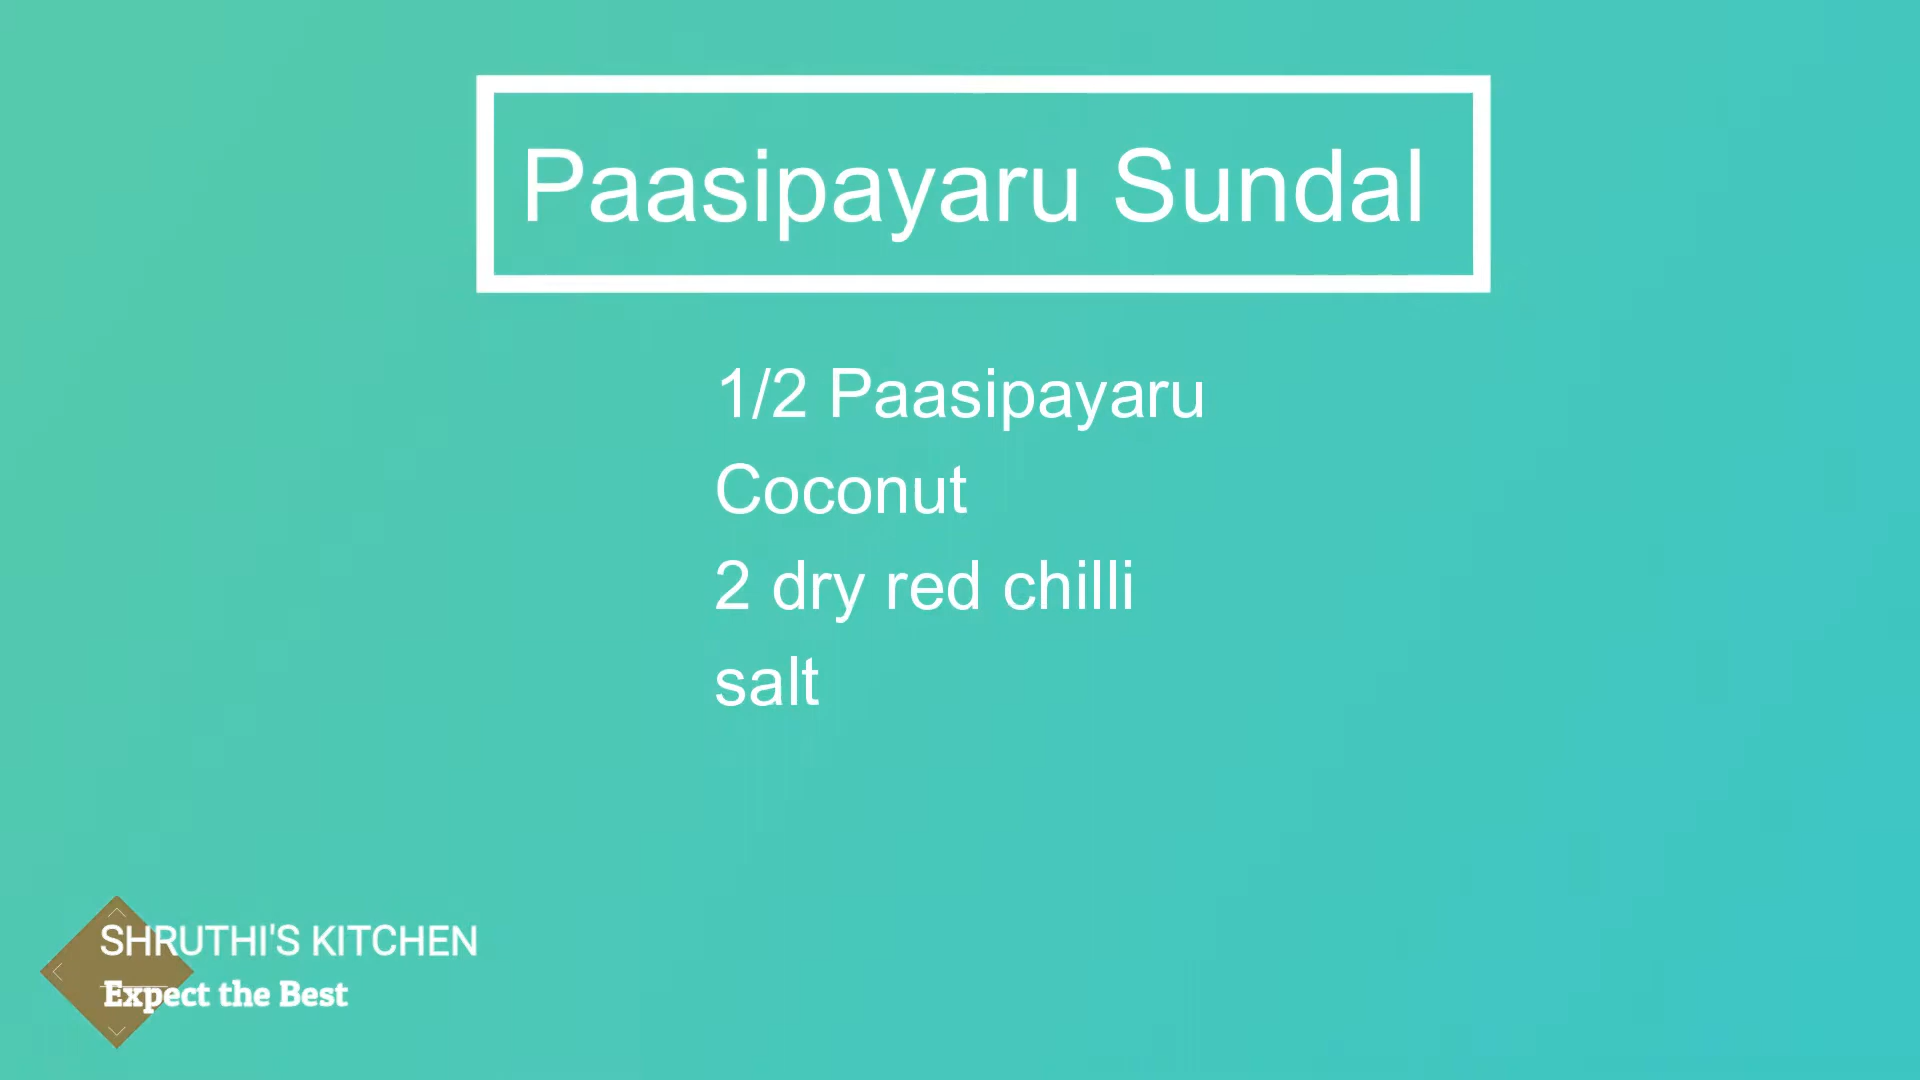 Paasipayaru Sundal
1/2 Paasipayaru
Coconut
2 dry red chilli
salt
SHRUTHI'S KITCHEN
Expect the Best